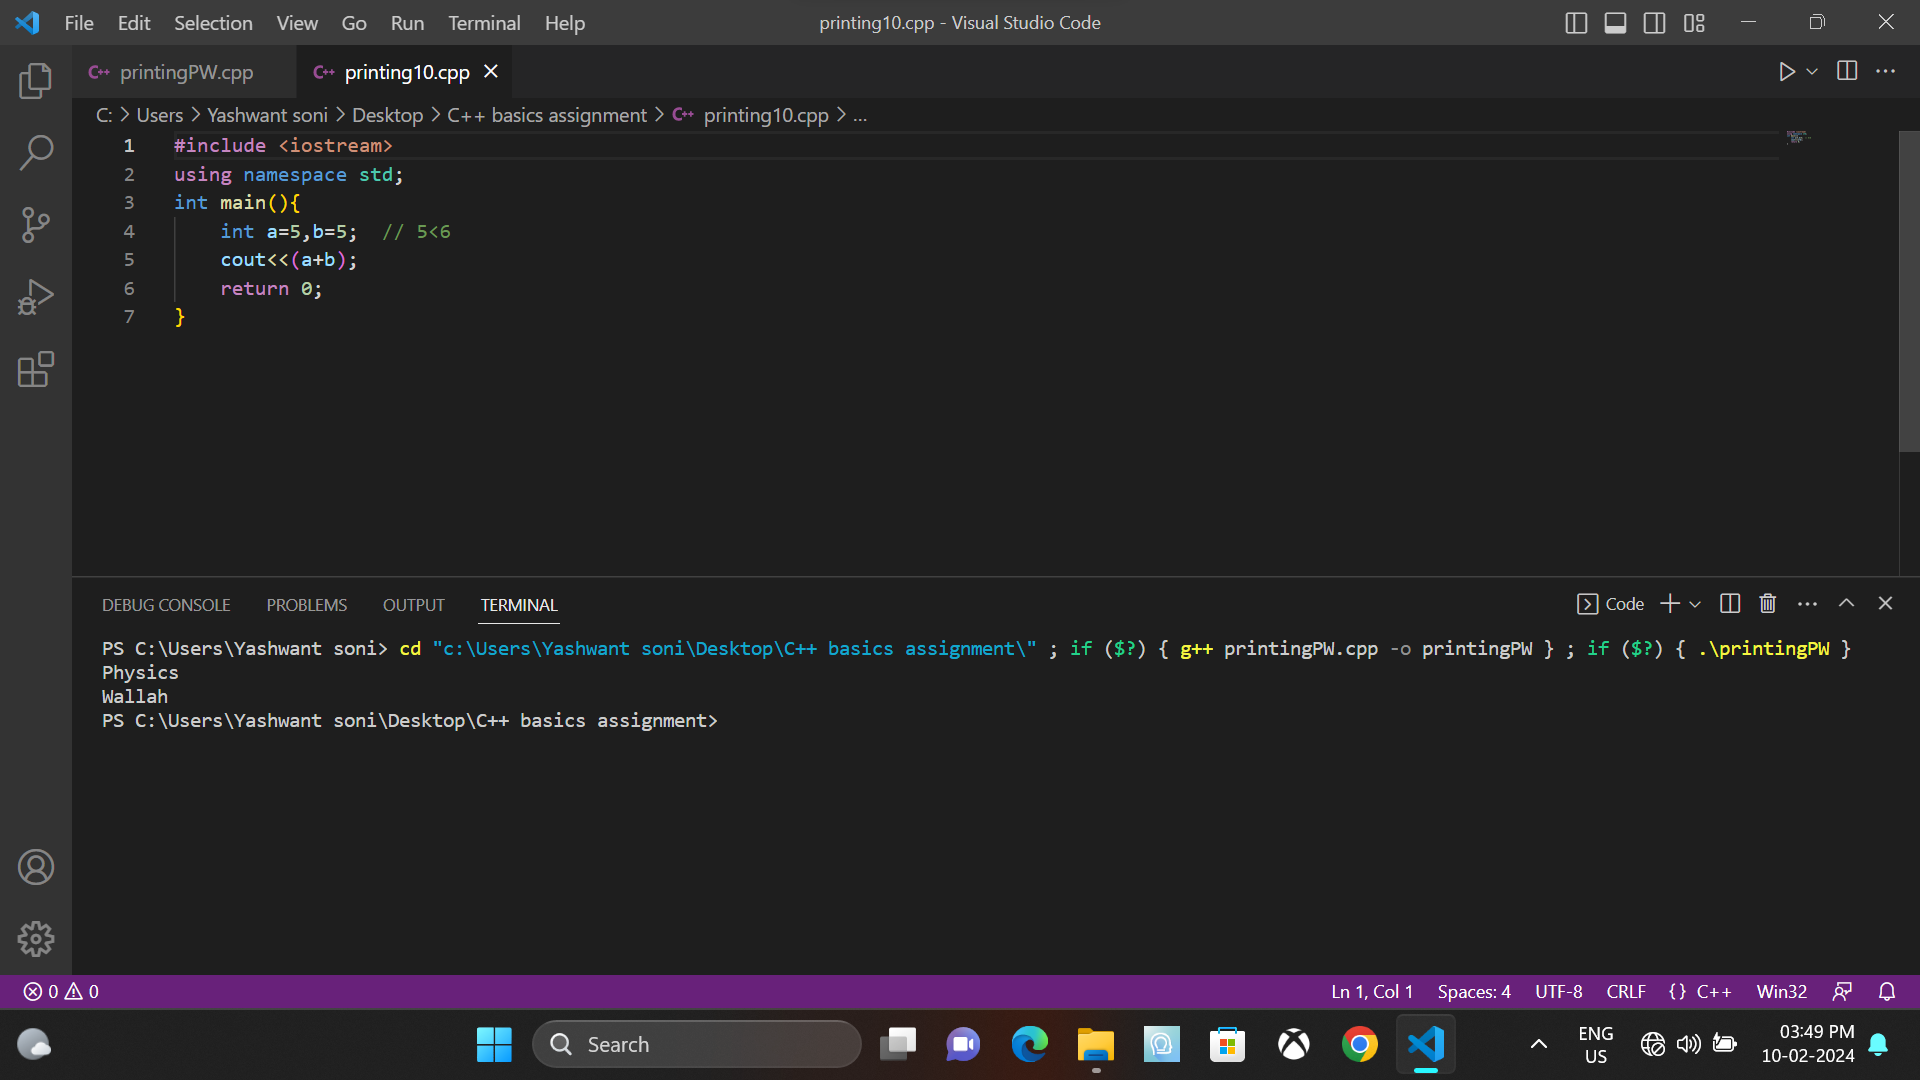 File Edit Selection View Go Run Terminal Help printing10.cpp - Visual Studio Code
C++ printingPW.cpp C++ printing10.cpp
C: > Users > Yashwant soni > Desktop > C++ basics assignment > C++ printing10.cpp > ...
1 #include <iostream>
2 using namespace std;
3 int main(){
4 int a=5,b=5; // 5<6
5 cout<<(a+b);
6 return 0;
7 }
DEBUG CONSOLE PROBLEMS OUTPUT TERMINAL Code
PS C:\Users\Yashwant soni> cd "c:\Users\Yashwant soni\Desktop\C++ basics assignment\" ; if ($?) { g++ printingPW.cpp -o printingPW } ; if ($?) { .\printingPW }
Physics
Wallah
PS C:\Users\Yashwant soni\Desktop\C++ basics assignment>
0 0 Ln 1, Col 1 Spaces: 4 UTF-8 CRLF {} C++ Win32
Search
ENG
US
03:49 PM
10-02-2024